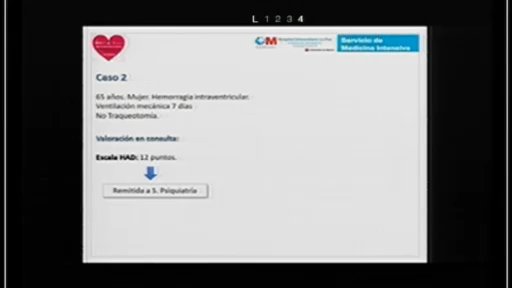 L 1 2 3 4
Servicio de
Medicina Intensiva
Caso 2
65 años. Mujer. Hemorragia intraventricular.
Ventilación mecánica 7 días
No Traqueotomía.
Valoración en consulta:
Escala HAD: 12 puntos.
Remitida a S. Psiquiatría